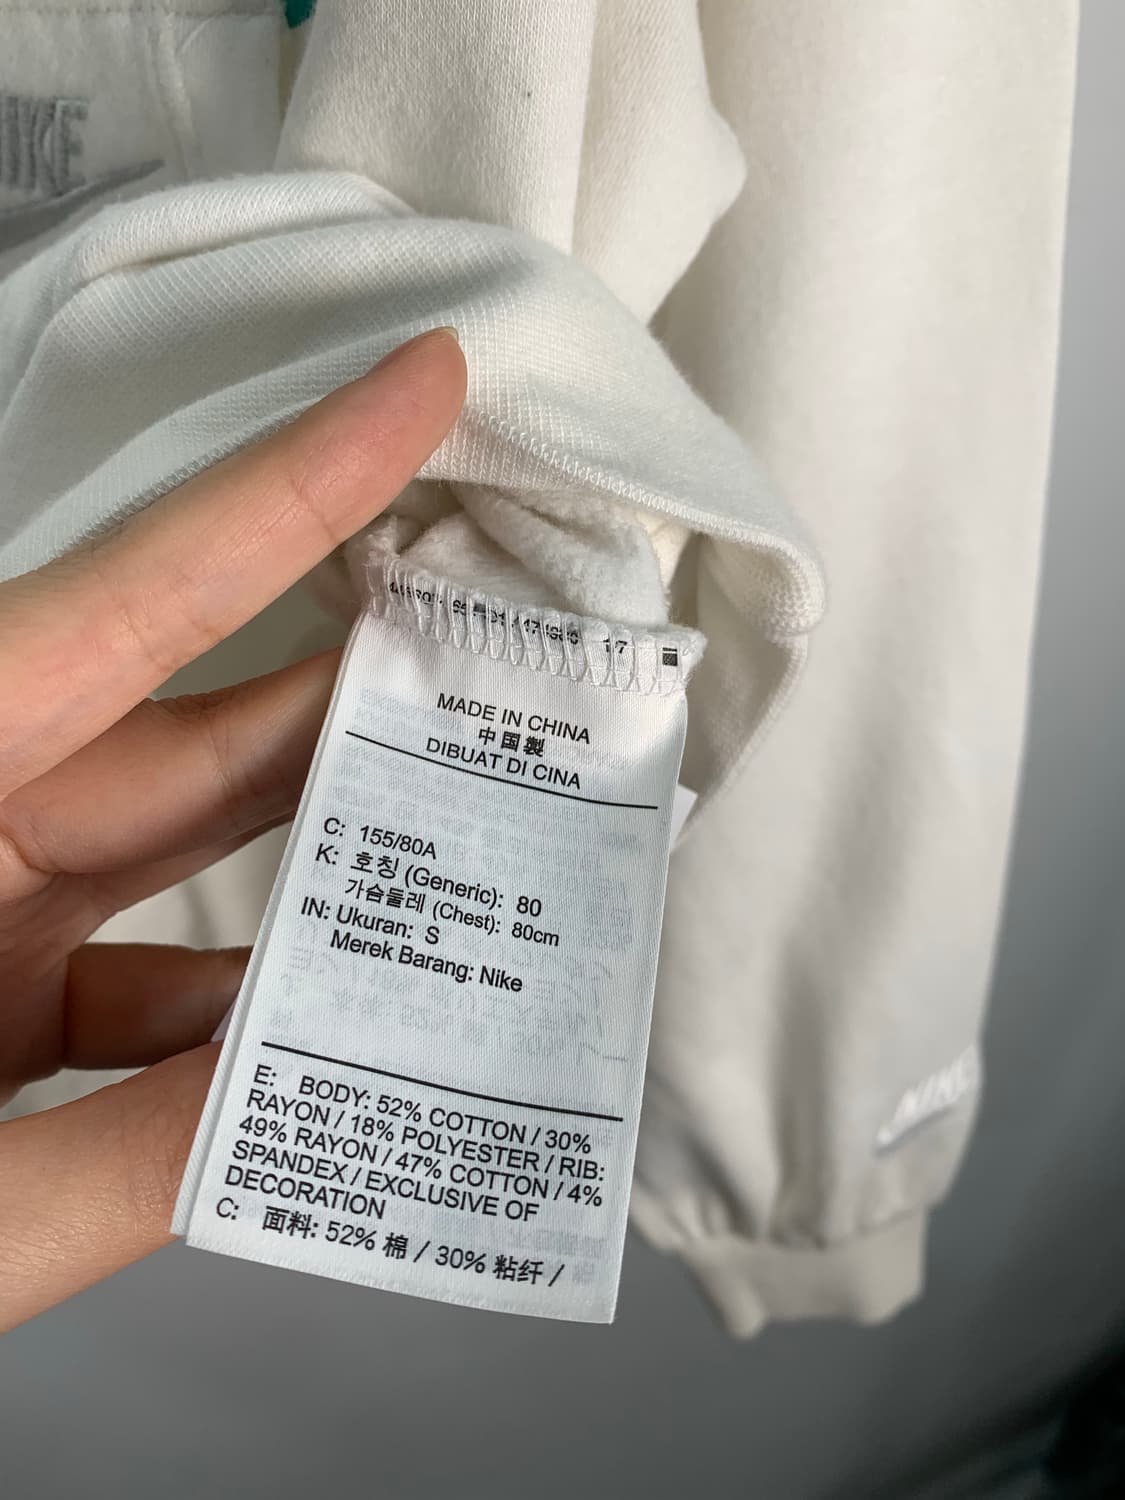 NIKE
MADE IN CHINA
中国製
DIBUAT DI CINA
C: 155/80A
K: 호칭 (Generic): 80
가슴둘레 (Chest): 80cm
IN: Ukuran: S
Merek Barang: Nike
E: BODY: 52% COTTON / 30%
RAYON / 18% POLYESTER / RIB:
49% RAYON / 47% COTTON / 4%
SPANDEX / EXCLUSIVE OF
DECORATION
C: 面料: 52% 棉 / 30% 粘纤 /
NIKE